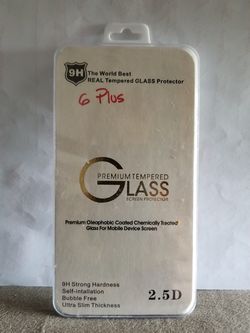 9H
The World Best
REAL Tempered GLASS Protector
6 Plus
PREMIUM TEMPERED
GLASS
SCREEN PROTECTOR
Premium Oleophobic Coated Chemically Treated
Glass For Mobile Device Screen
9H Strong Hardness
Self-intallation
Bubble Free
Ultra Slim Thickness
2.5D